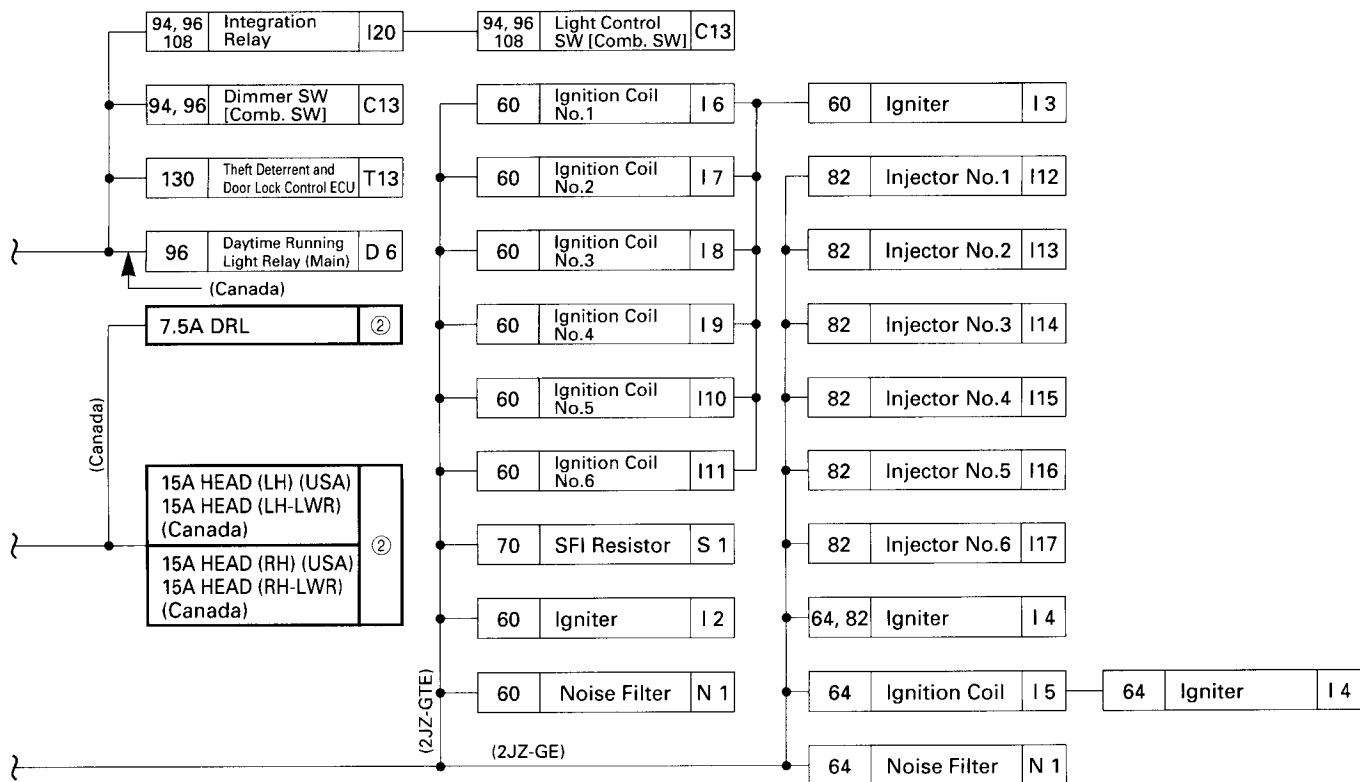 94, 96
108
Integration
Relay
I20
94, 96
108
Light Control
SW [Comb. SW]
C13
94, 96
Dimmer SW
[Comb. SW]
C13
130
Theft Deterrent and
Door Lock Control ECU
T13
96
Daytime Running
Light Relay (Main)
D 6
(Canada)
7.5A DRL
②
(Canada)
15A HEAD (LH) (USA)
15A HEAD (LH-LWR)
(Canada)
15A HEAD (RH) (USA)
15A HEAD (RH-LWR)
(Canada)
②
60
Ignition Coil
No.1
I 6
60
Igniter
I 3
60
Ignition Coil
No.2
I 7
60
Ignition Coil
No.3
I 8
60
Ignition Coil
No.4
I 9
60
Ignition Coil
No.5
I10
60
Ignition Coil
No.6
I11
70
SFI Resistor
S 1
60
Igniter
I 2
60
Noise Filter
N 1
(2JZ-GTE)
(2JZ-GE)
82
Injector No.1
I12
82
Injector No.2
I13
82
Injector No.3
I14
82
Injector No.4
I15
82
Injector No.5
I16
82
Injector No.6
I17
64, 82
Igniter
I 4
64
Ignition Coil
I 5
64
Igniter
I 4
64
Noise Filter
N 1